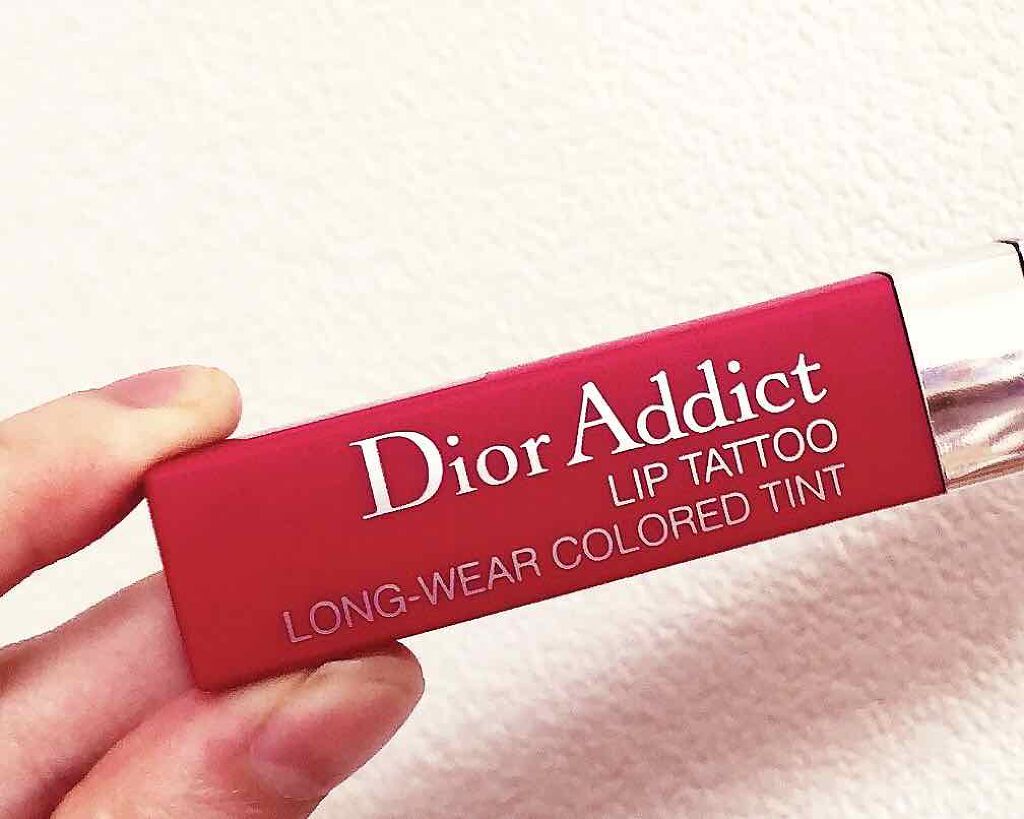 Dior Addict
LIP TATTOO
LONG-WEAR COLORED TINT